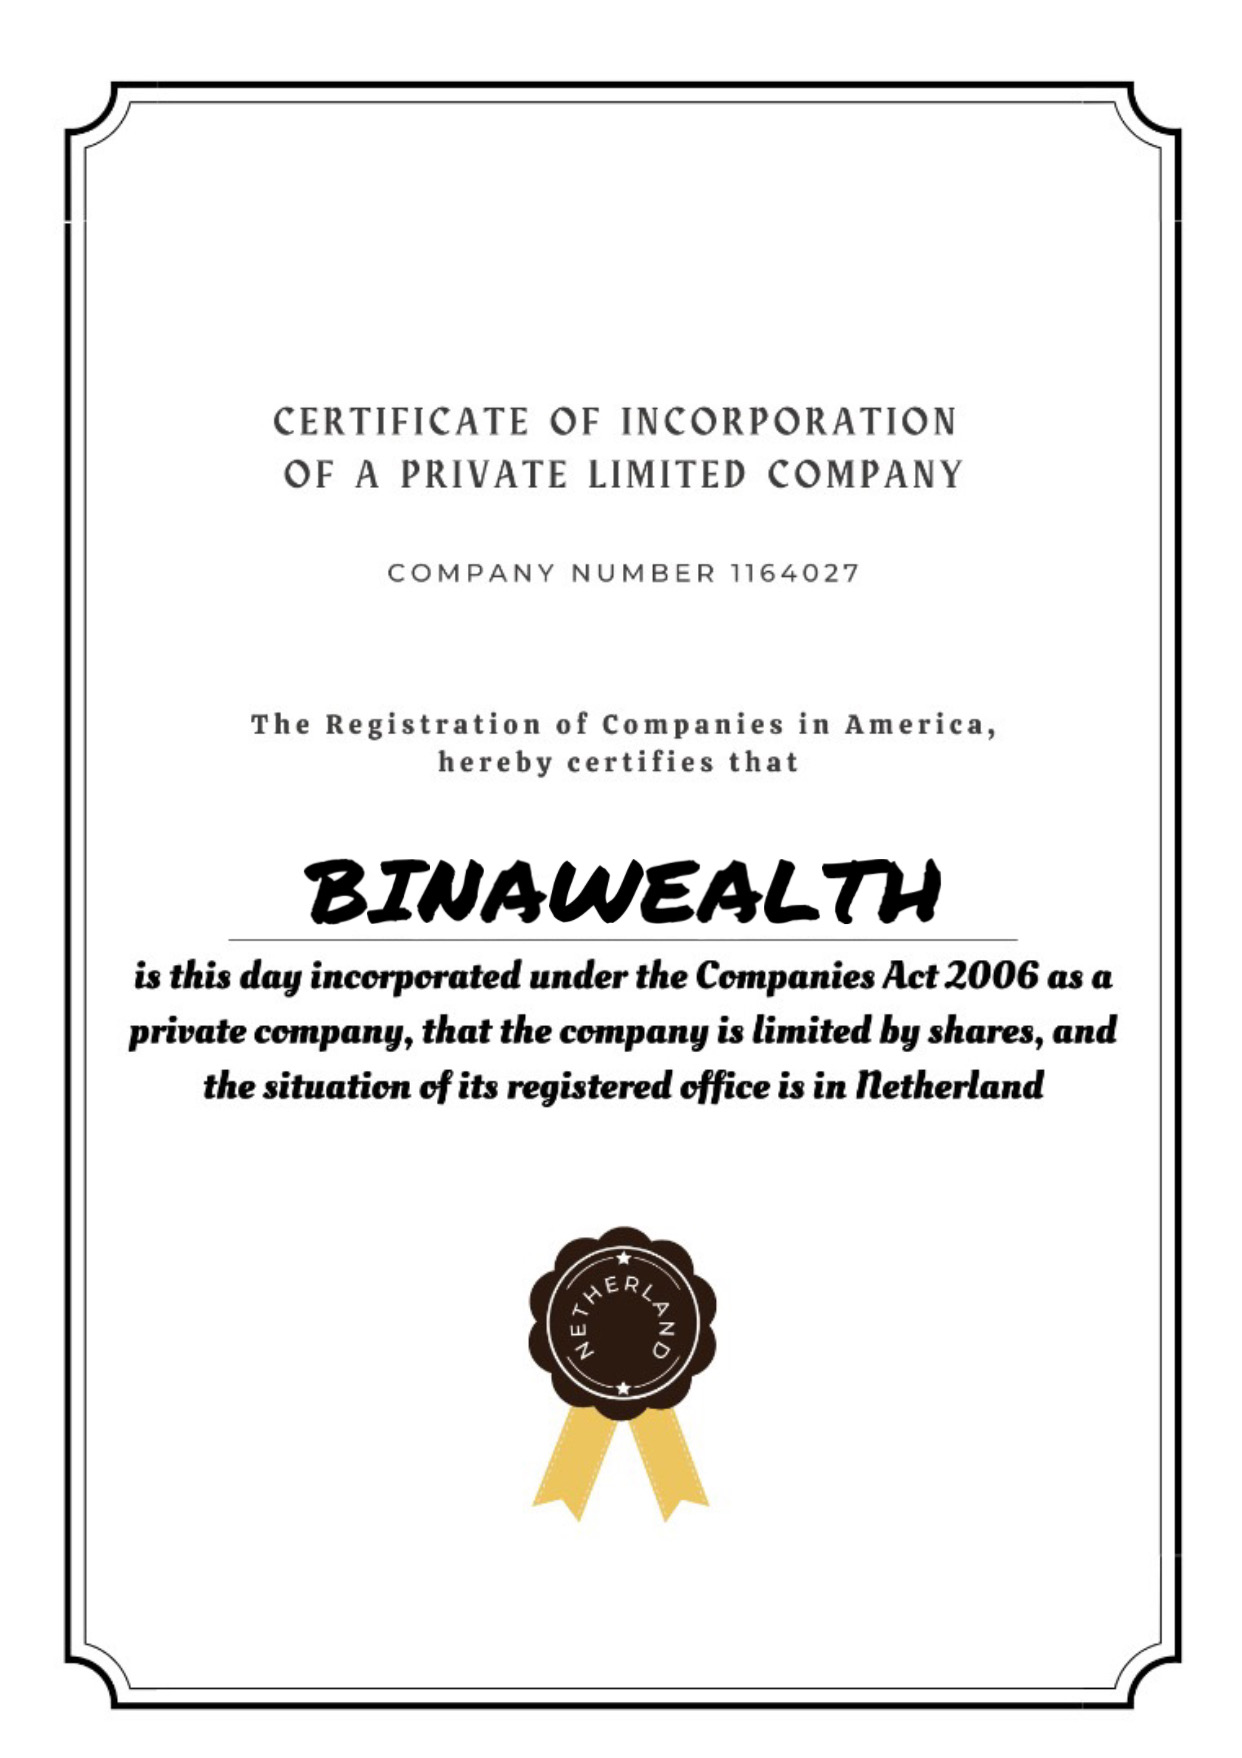 CERTIFICATE OF INCORPORATION
OF A PRIVATE LIMITED COMPANY
COMPANY NUMBER 1164027
The Registration of Companies in America,
hereby certifies that
BINAWEALTH
is this day incorporated under the Companies Act 2006 as a
private company, that the company is limited by shares, and
the situation of its registered office is in Netherland
NETHERLAND